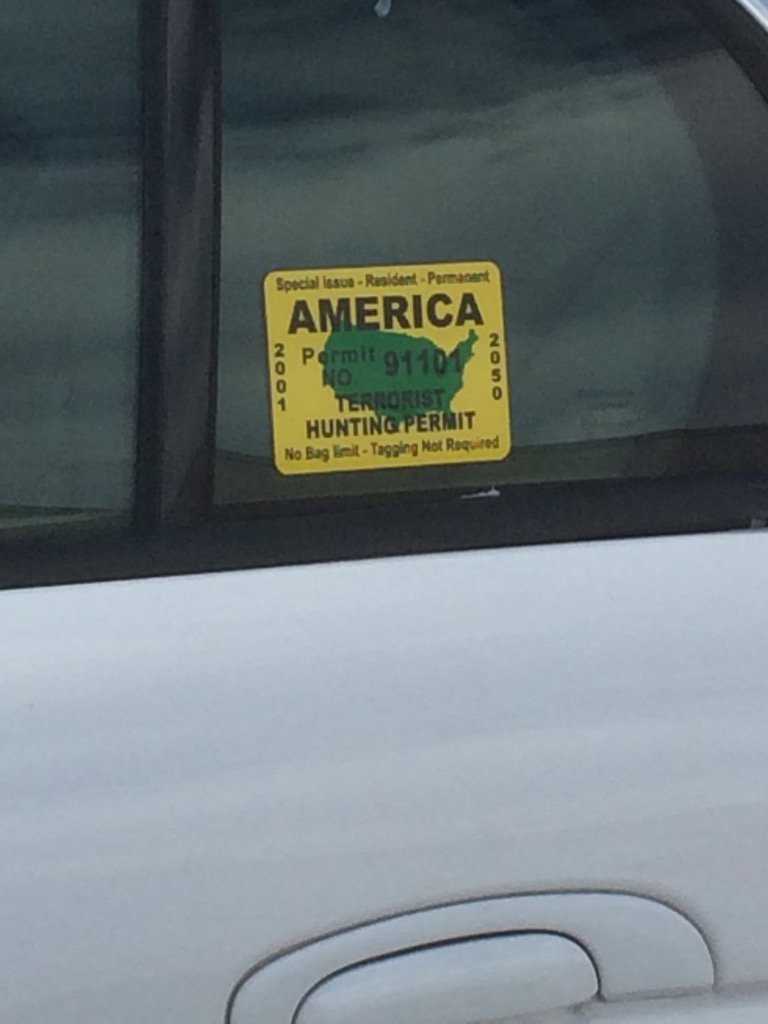 Special Issue - Resident - Permanent
AMERICA
2001
Permit 91101
NO.
2050
TERRORIST
HUNTING PERMIT
No Bag limit - Tagging Not Required